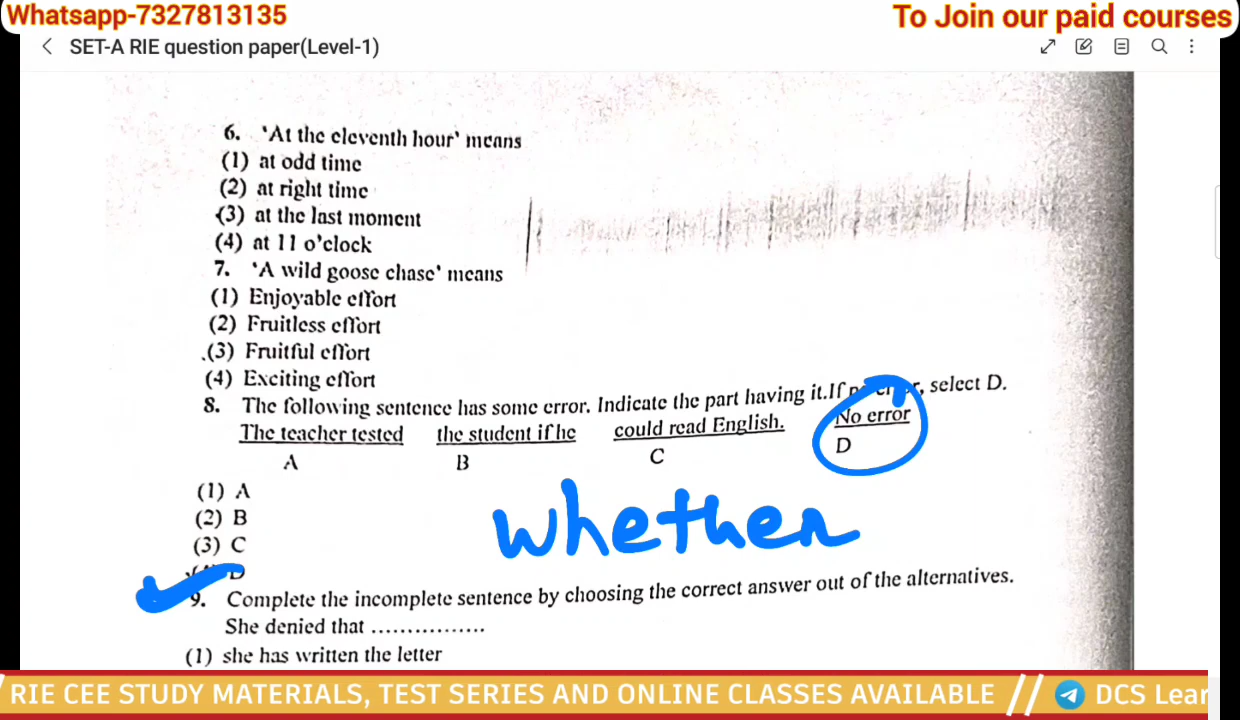 Whatsapp-7327813135
To Join our paid courses
SET-A RIE question paper(Level-1)
6. 'At the eleventh hour' means
(1) at odd time
(2) at right time
(3) at the last moment
(4) at 11 o'clock
7. 'A wild goose chase' means
(1) Enjoyable effort
(2) Fruitless effort
(3) Fruitful effort
(4) Exciting effort
8. The following sentence has some error. Indicate the part having it.If select D.
The teacher tested the student if he could read English. No error
A B C D
(1) A
(2) B
(3) C
D
whether
9. Complete the incomplete sentence by choosing the correct answer out of the alternatives.
She denied that ................
(1) she has written the letter
RIE CEE STUDY MATERIALS, TEST SERIES AND ONLINE CLASSES AVAILABLE // DCS Lear